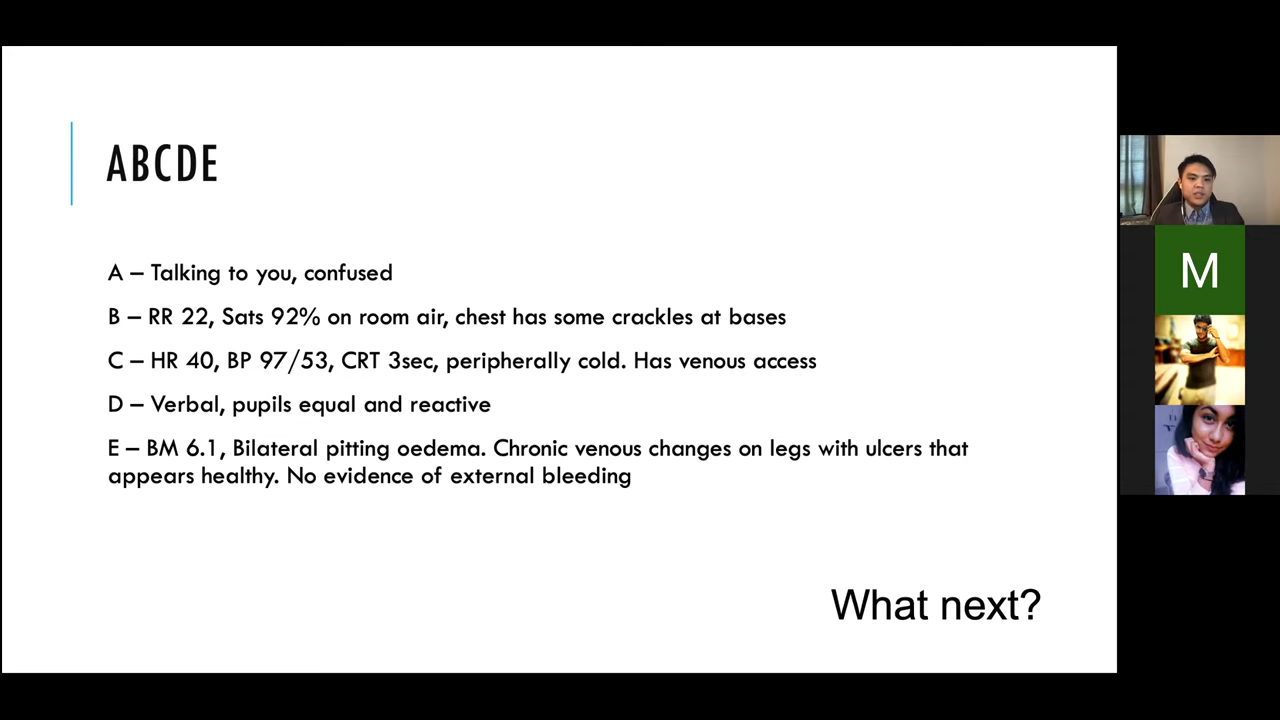 ABCDE
A – Talking to you, confused
B – RR 22, Sats 92% on room air, chest has some crackles at bases
C – HR 40, BP 97/53, CRT 3sec, peripherally cold. Has venous access
D – Verbal, pupils equal and reactive
E – BM 6.1, Bilateral pitting oedema. Chronic venous changes on legs with ulcers that
appears healthy. No evidence of external bleeding
What next?
M